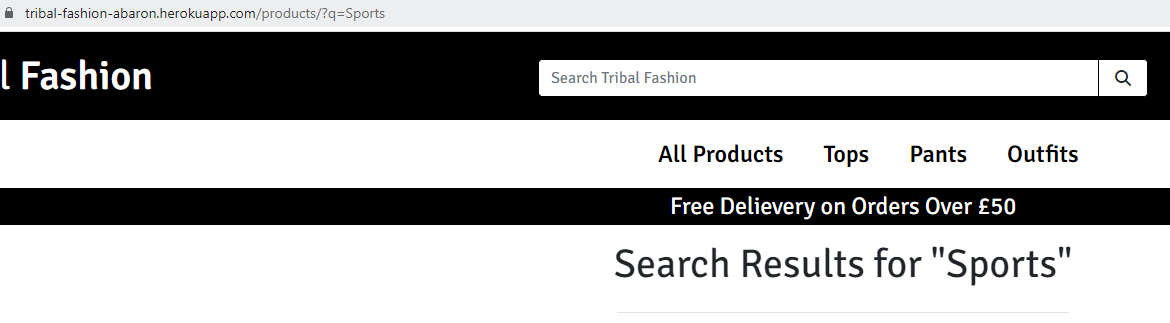 tribal-fashion-abaron.herokuapp.com/products/?q=Sports
l Fashion
Search Tribal Fashion
All Products Tops Pants Outfits
Free Delievery on Orders Over £50
Search Results for "Sports"